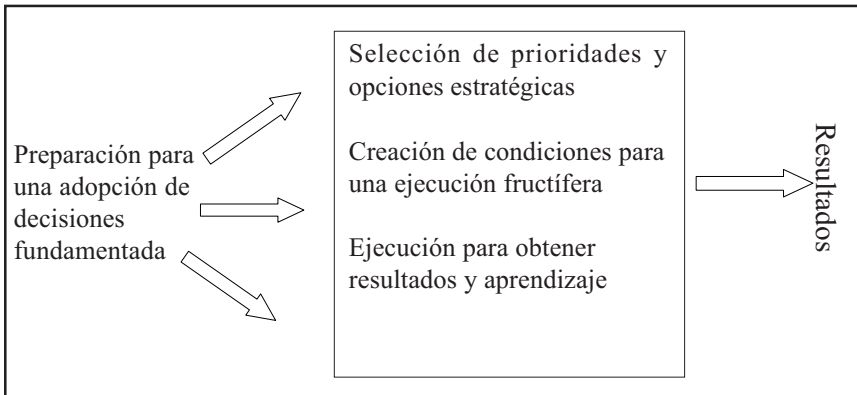 Preparación para
una adopción de
decisiones
fundamentada
Selección de prioridades y
opciones estratégicas
Creación de condiciones para
una ejecución fructífera
Ejecución para obtener
resultados y aprendizaje
Resultados